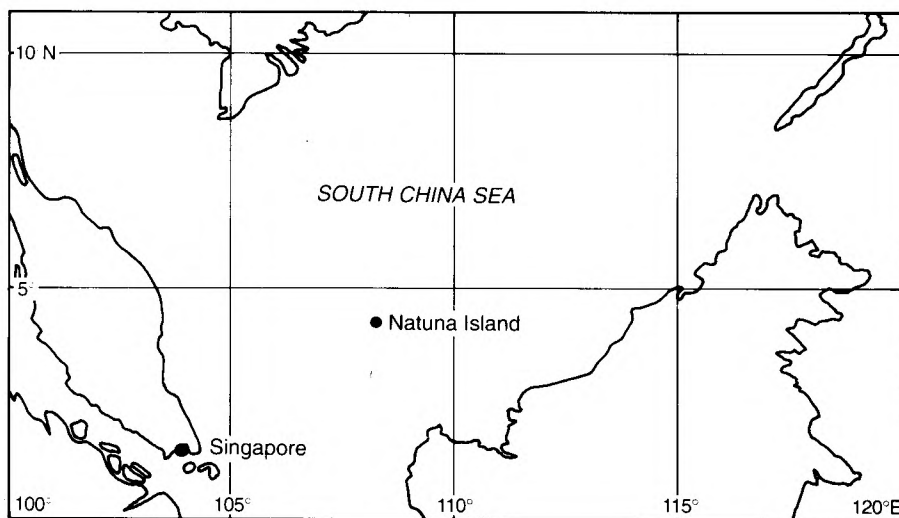 10 N
SOUTH CHINA SEA
5°
Natuna Island
Singapore
100° 105° 110° 115° 120°E